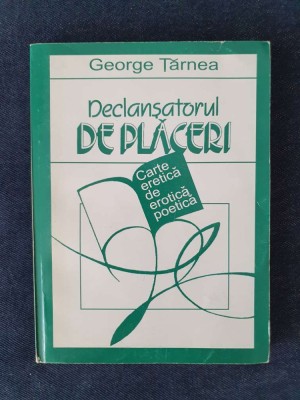 George Țărnea
Declanșatorul
DE PLĂCERI
Carte
eretică
de
erotică
poetică